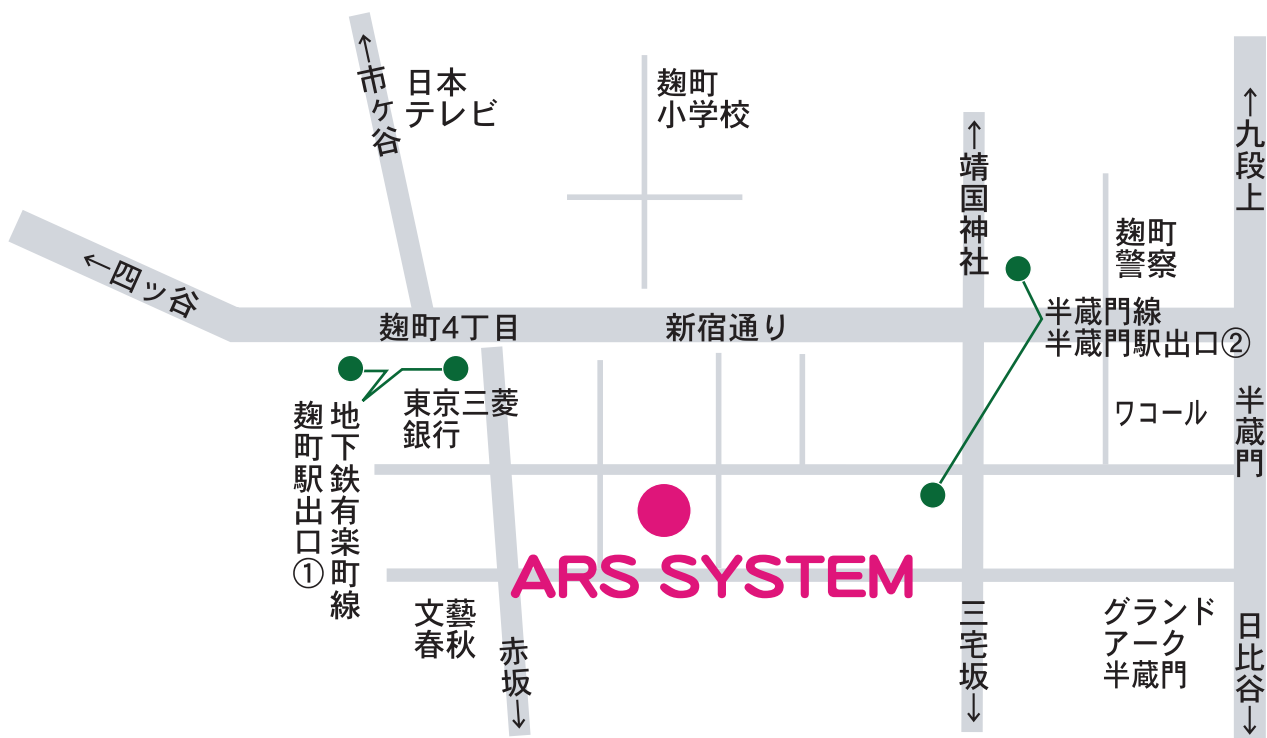 ←市ヶ谷
日本
テレビ
麹町
小学校
←靖国神社
←九段上
麹町
警察
←四ッ谷
麹町4丁目
新宿通り
半蔵門線
半蔵門駅出口②
東京三菱
銀行
地下鉄有楽町線
麹町駅出口①
ワコール
半蔵門
ARS SYSTEM
文藝
春秋
赤坂→
三宅坂→
グランド
アーク
半蔵門
日比谷→